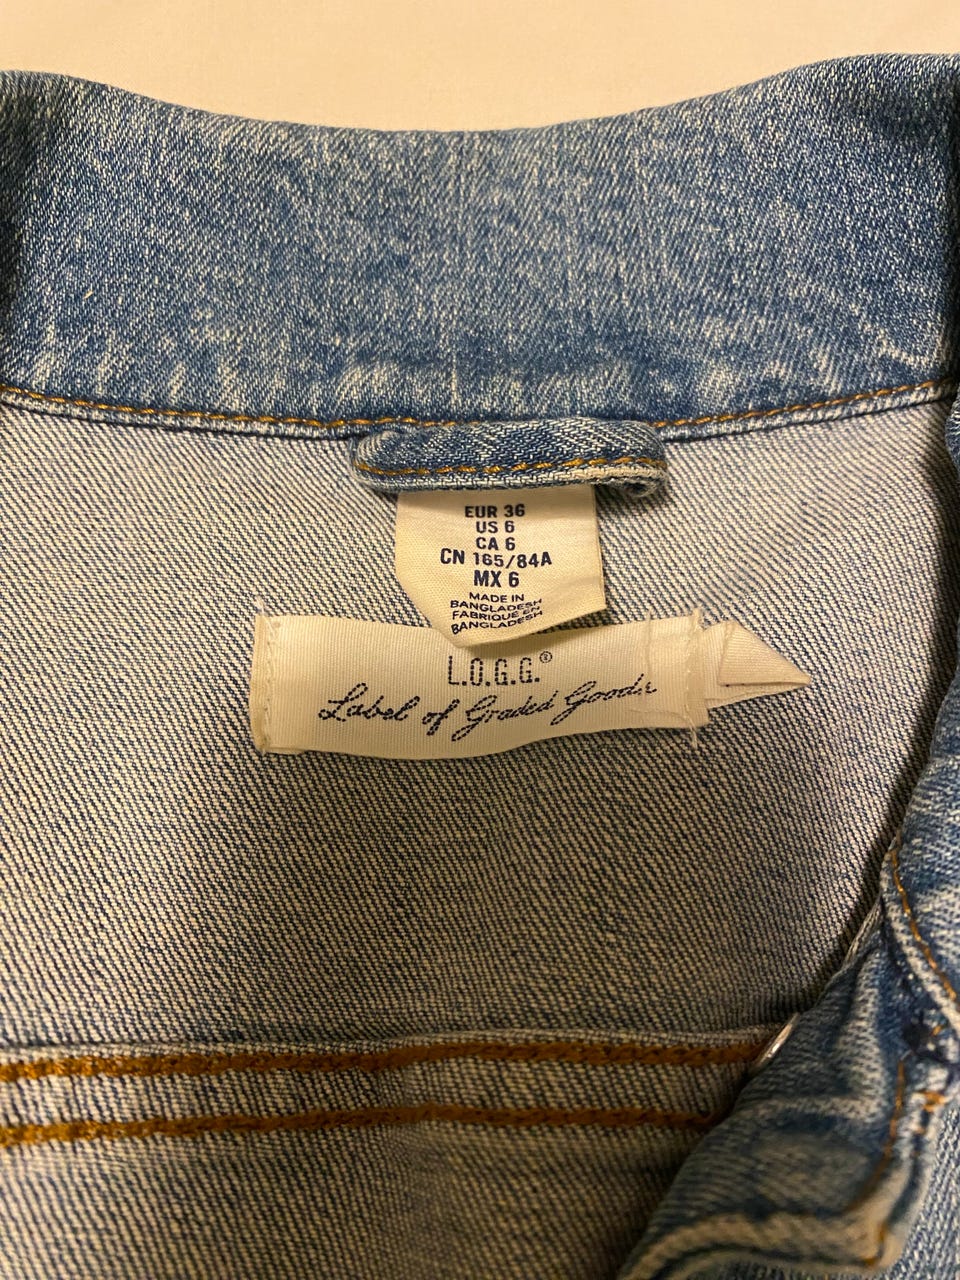 EUR 36
US 6
CA 6
CN 165/84A
MX 6
MADE IN
BANGLADESH
FABRIQUE EN
BANGLADESH
L.O.G.G.®
Label of Graded Goods